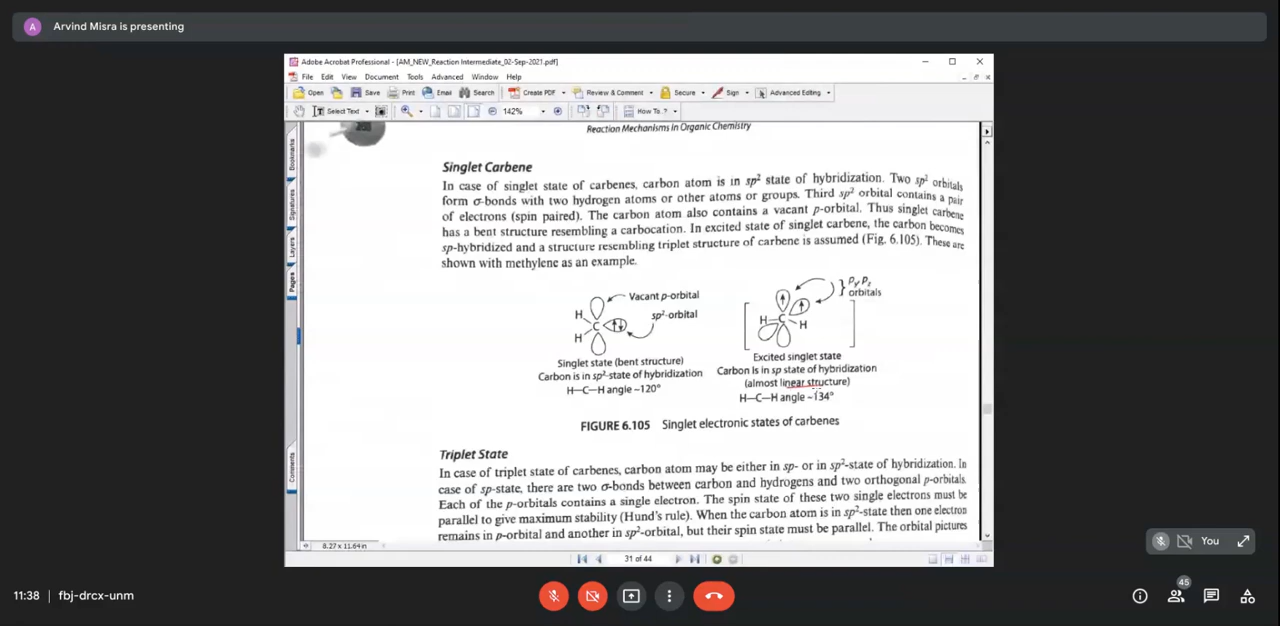 A Arvind Misra is presenting
Adobe Acrobat Professional - [AM_NEW_Reaction Intermediate_02-Sep-2021.pdf]
File Edit View Document Tools Advanced Window Help
Open Save Print Email Search Create PDF Review & Comment Secure Sign Advanced Editing
Select Text 142% How To..?
Bookmarks
Signatures
Layers
Pages
Comments
Reaction Mechanisms in Organic Chemistry
Singlet Carbene
In case of singlet state of carbenes, carbon atom is in sp² state of hybridization. Two sp² orbitals
form σ-bonds with two hydrogen atoms or other atoms or groups. Third sp² orbital contains a pair
of electrons (spin paired). The carbon atom also contains a vacant p-orbital. Thus singlet carbene
has a bent structure resembling a carbocation. In excited state of singlet carbene, the carbon becomes
sp-hybridized and a structure resembling triplet structure of carbene is assumed (Fig. 6.105). These are
shown with methylene as an example.
Vacant p-orbital
sp²-orbital
H
C
H
Singlet state (bent structure)
Carbon is in sp²-state of hybridization
H—C—H angle ~120°
} Py Pz
orbitals
H C
H
Excited singlet state
Carbon is in sp state of hybridization
(almost linear structure)
H—C—H angle ~134°
FIGURE 6.105 Singlet electronic states of carbenes
Triplet State
In case of triplet state of carbenes, carbon atom may be either in sp- or in sp²-state of hybridization. In
case of sp-state, there are two σ-bonds between carbon and hydrogens and two orthogonal p-orbitals.
Each of the p-orbitals contains a single electron. The spin state of these two single electrons must be
parallel to give maximum stability (Hund's rule). When the carbon atom is in sp²-state then one electron
remains in p-orbital and another in sp²-orbital, but their spin state must be parallel. The orbital pictures
8.27 x 11.64 in 31 of 44
You
11:38 | fbj-drcx-unm
45